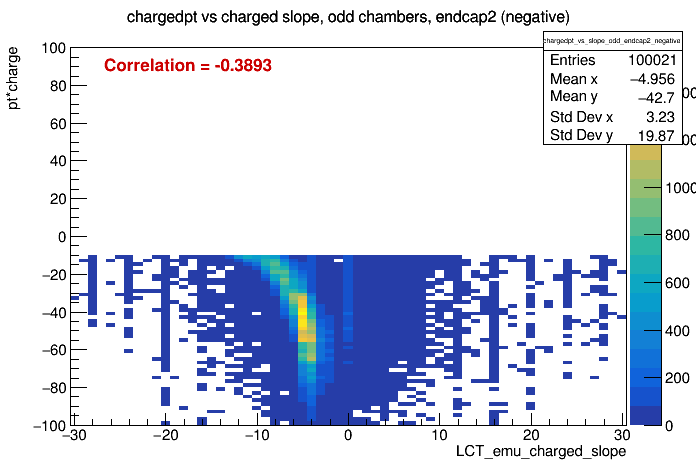 chargedpt vs charged slope, odd chambers, endcap2 (negative)
chargedpt_vs_slope_odd_endcap2_negative
Entries 100021
Mean x −4.956
Mean y −42.7
Std Dev x 3.23
Std Dev y 19.87
Correlation = -0.3893
pt*charge
100
80
60
40
20
0
−20
−40
−60
−80
−100
−30
−20
−10
0
10
20
30
LCT_emu_charged_slope
1000
800
600
400
200
0